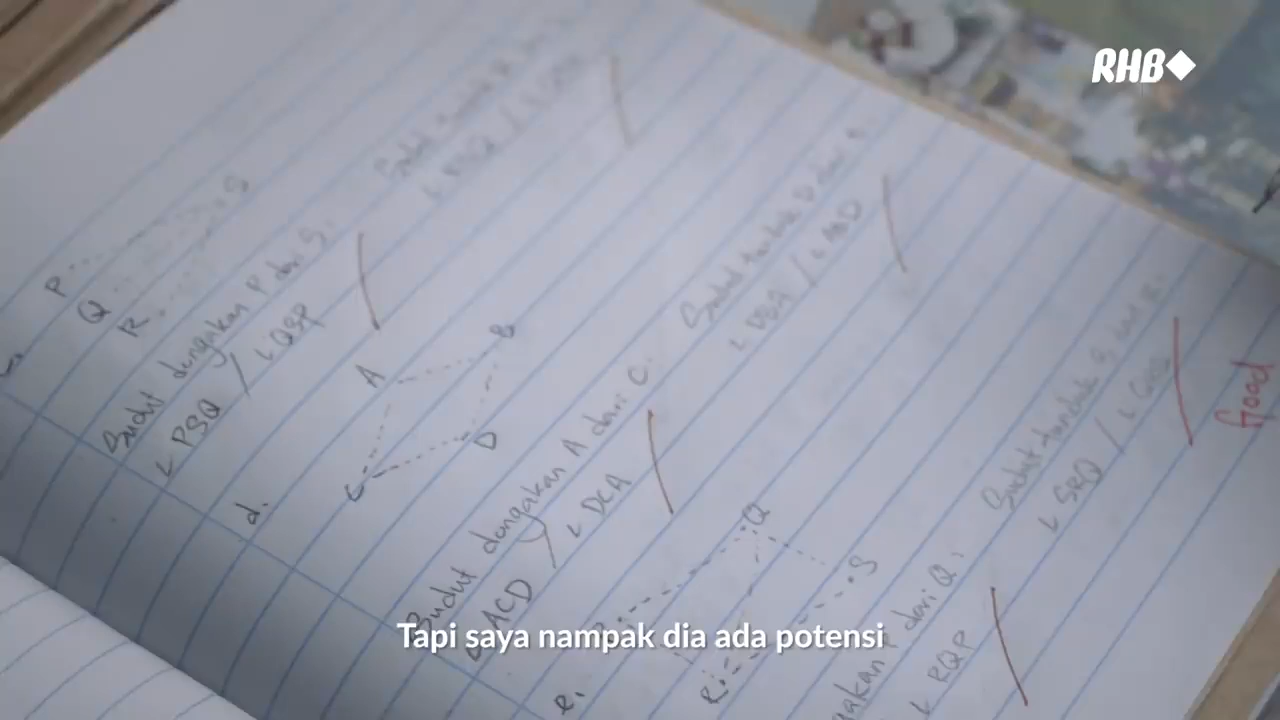 RHB
P
Q
R
S
Sudut dongakan P dari S.
∟ PSQ / ∟ QSP
d.
A
B
C
D
Sudut dongakan A dari C.
∟ ACD / ∟ DCA
Sudut tunduk D dari
∟ DBA / ∟ ABD
e.
Q
S
R
dari Q.
∟ RQP
Sudut tunduk
∟ SRQ / ∟
Good
Tapi saya nampak dia ada potensi